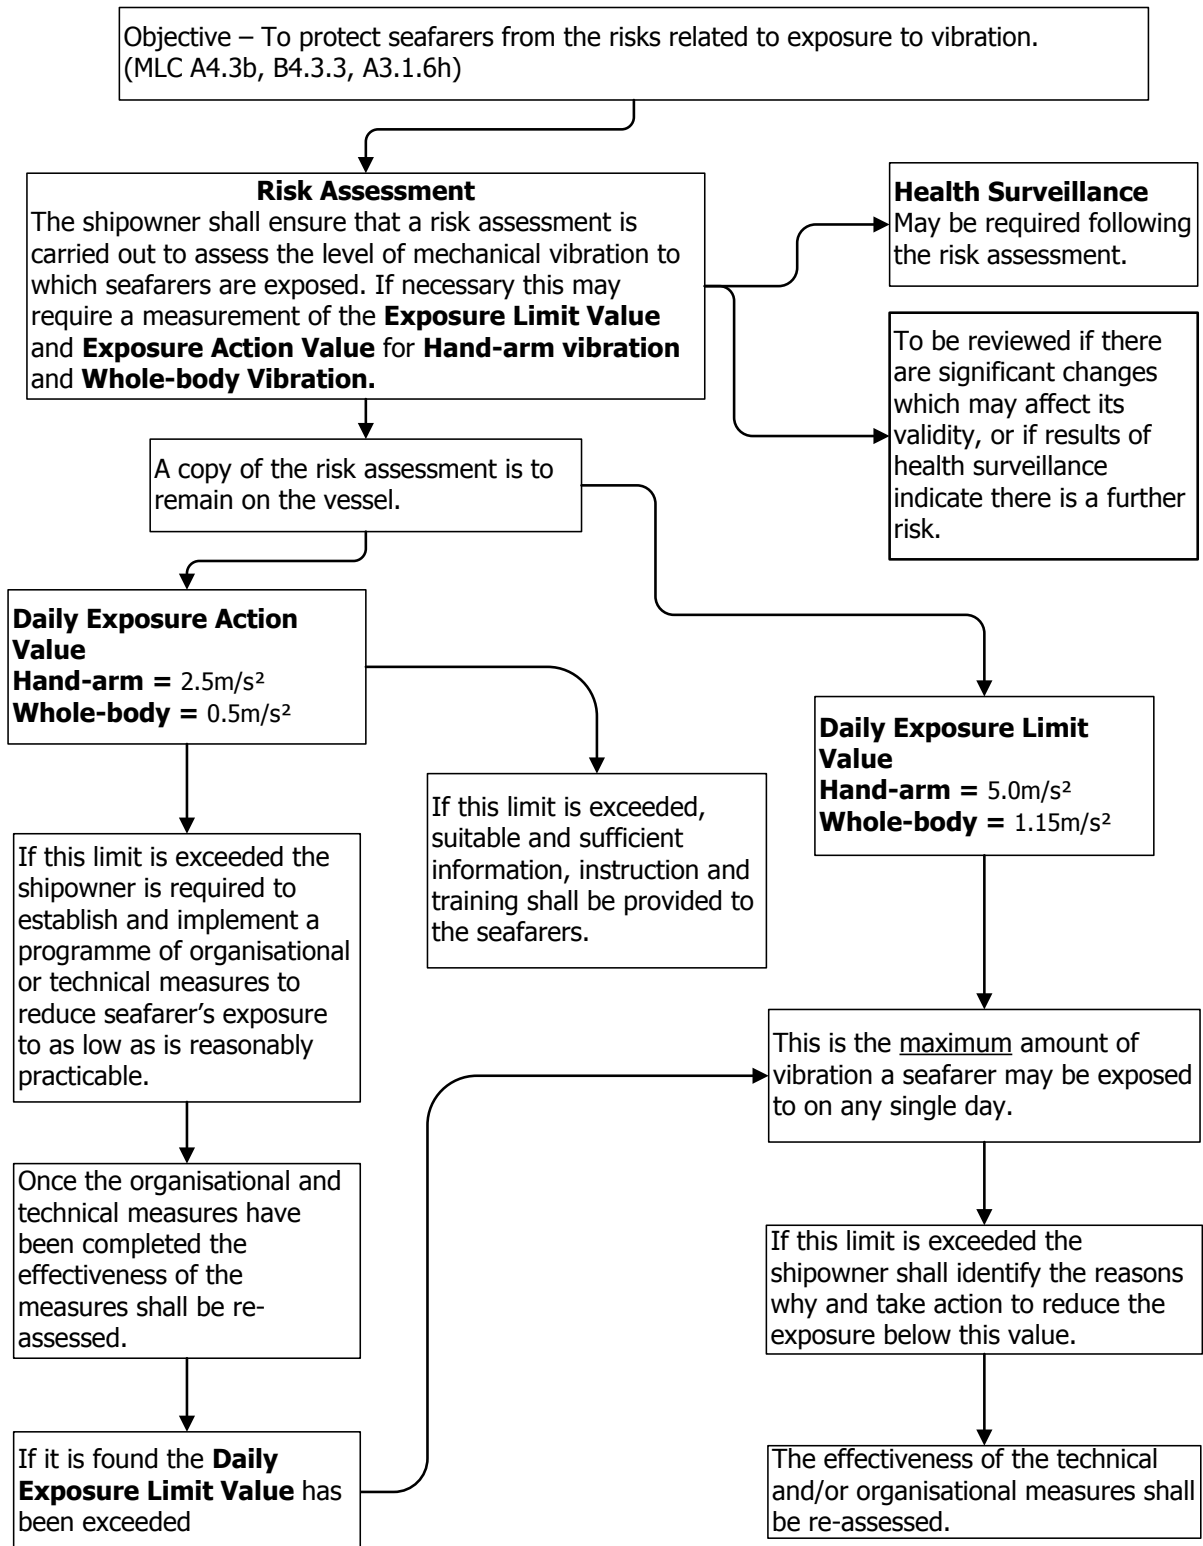 Objective – To protect seafarers from the risks related to exposure to vibration.
(MLC A4.3b, B4.3.3, A3.1.6h)
Risk Assessment
The shipowner shall ensure that a risk assessment is
carried out to assess the level of mechanical vibration to
which seafarers are exposed. If necessary this may
require a measurement of the Exposure Limit Value
and Exposure Action Value for Hand-arm vibration
and Whole-body Vibration.
Health Surveillance
May be required following
the risk assessment.
To be reviewed if there
are significant changes
which may affect its
validity, or if results of
health surveillance
indicate there is a further
risk.
A copy of the risk assessment is to
remain on the vessel.
Daily Exposure Action
Value
Hand-arm = 2.5m/s²
Whole-body = 0.5m/s²
If this limit is exceeded,
suitable and sufficient
information, instruction and
training shall be provided to
the seafarers.
Daily Exposure Limit
Value
Hand-arm = 5.0m/s²
Whole-body = 1.15m/s²
If this limit is exceeded the
shipowner is required to
establish and implement a
programme of organisational
or technical measures to
reduce seafarer’s exposure
to as low as is reasonably
practicable.
This is the maximum amount of
vibration a seafarer may be exposed
to on any single day.
Once the organisational and
technical measures have
been completed the
effectiveness of the
measures shall be re-
assessed.
If this limit is exceeded the
shipowner shall identify the reasons
why and take action to reduce the
exposure below this value.
If it is found the Daily
Exposure Limit Value has
been exceeded
The effectiveness of the technical
and/or organisational measures shall
be re-assessed.